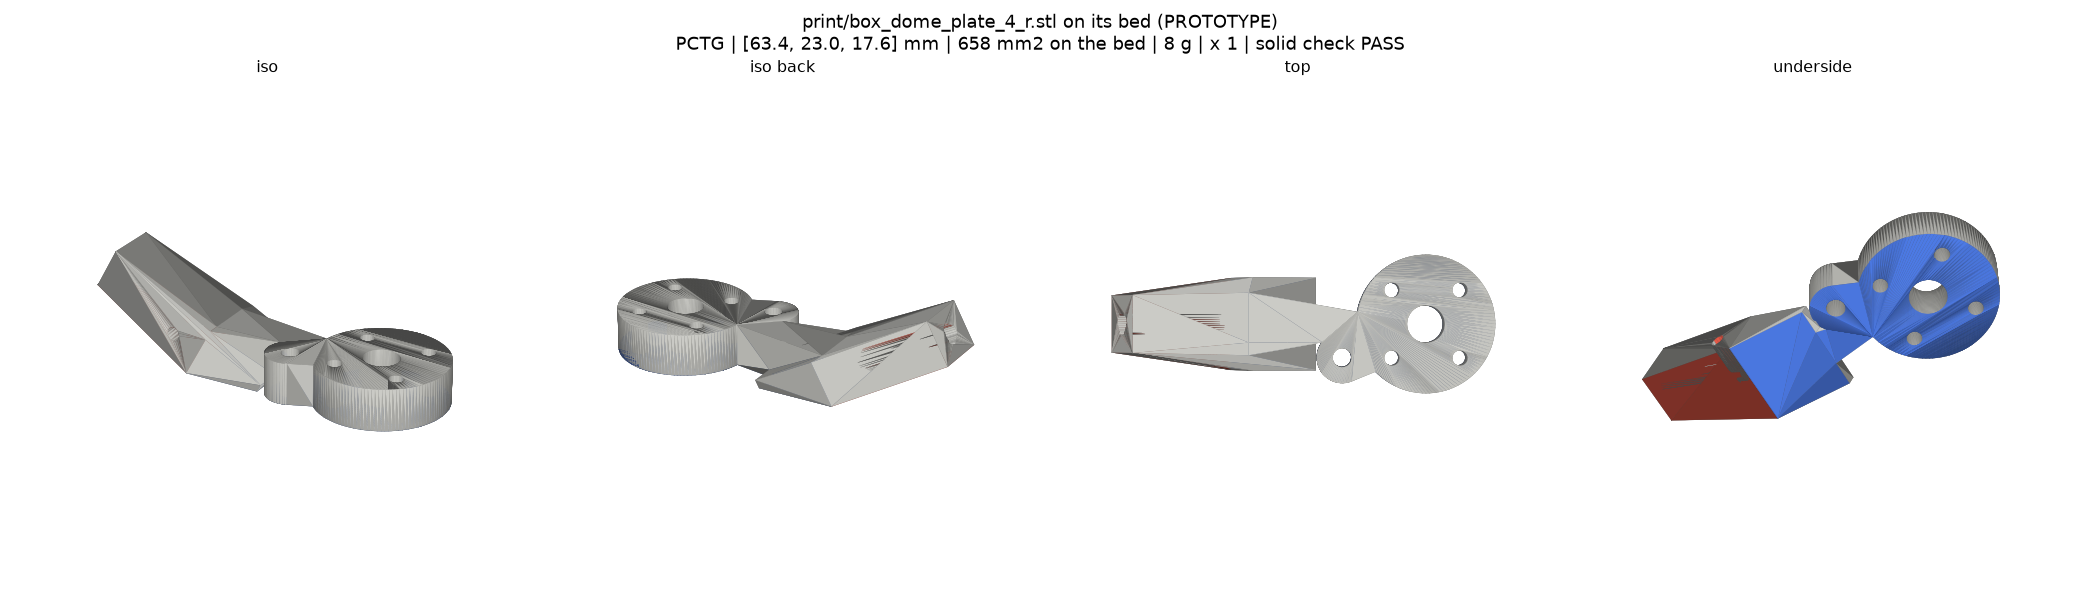 print/box_dome_plate_4_r.stl on its bed (PROTOTYPE)
PCTG | [63.4, 23.0, 17.6] mm | 658 mm2 on the bed | 8 g | x 1 | solid check PASS
iso
iso back
top
underside